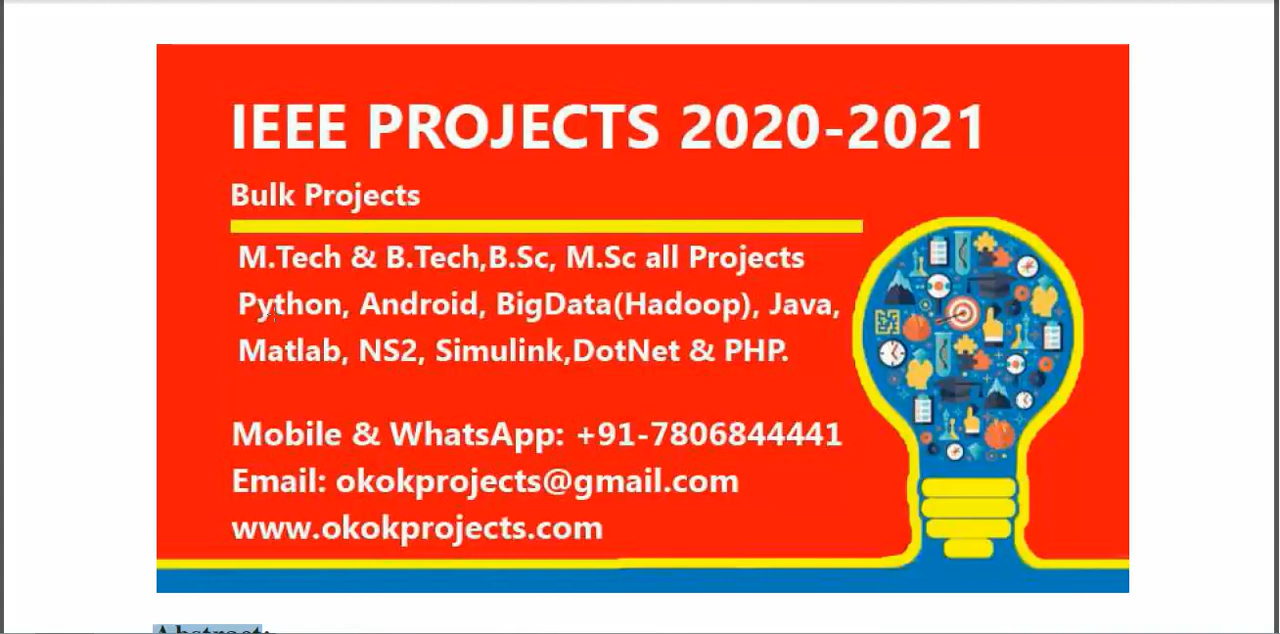 IEEE PROJECTS 2020-2021
Bulk Projects
M.Tech & B.Tech,B.Sc, M.Sc all Projects
Python, Android, BigData(Hadoop), Java,
Matlab, NS2, Simulink,DotNet & PHP.
Mobile & WhatsApp: +91-7806844441
Email: okokprojects@gmail.com
www.okokprojects.com
Abstract: